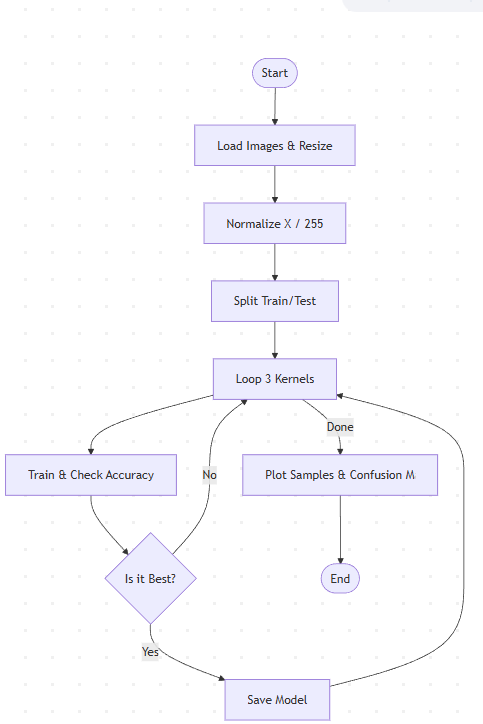 Start
Load Images & Resize
Normalize X / 255
Split Train/Test
Loop 3 Kernels
Done
Train & Check Accuracy
No
Plot Samples & Confusion M
Is it Best?
End
Yes
Save Model